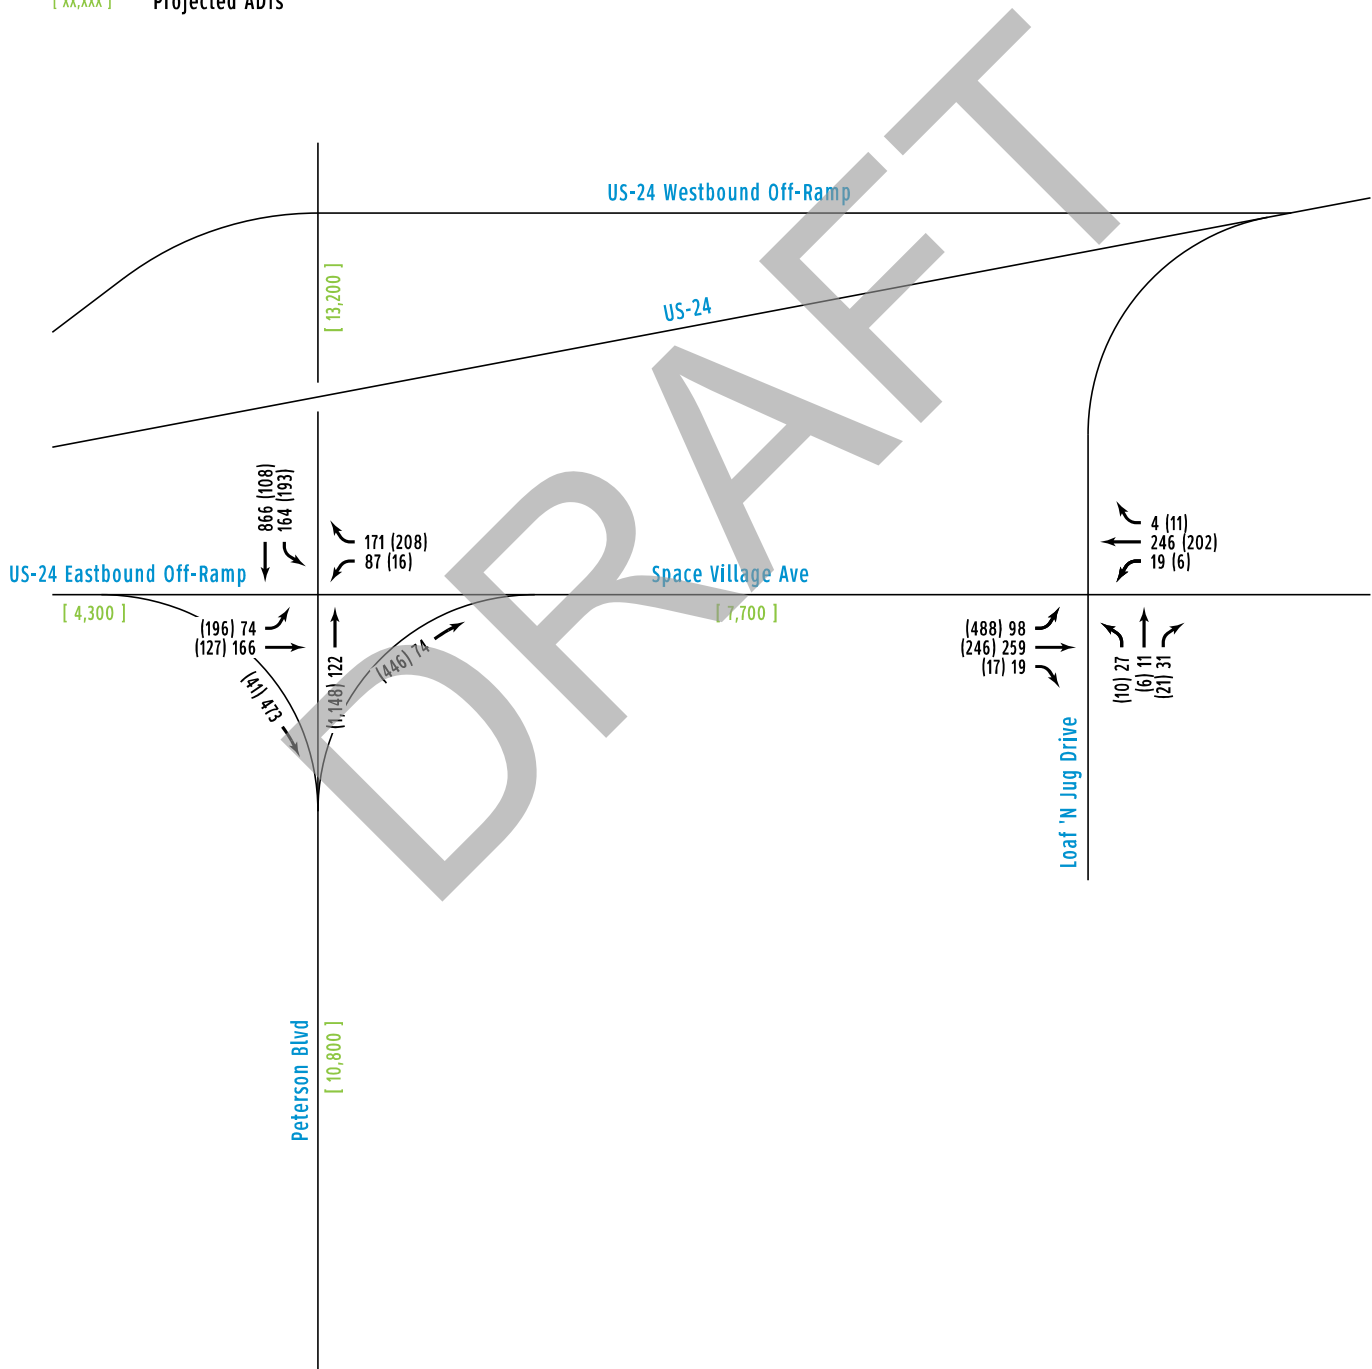 [ XX,XXX ] Projected ADTs
US-24 Westbound Off-Ramp
[ 13,200 ]
US-24
866 (108)
164 (193)
171 (208)
87 (16)
4 (11)
246 (202)
19 (6)
US-24 Eastbound Off-Ramp
Space Village Ave
[ 4,300 ]
[ 7,700 ]
(196) 74
(127) 166
(41) 473
(1,148) 122
(446) 74
(488) 98
(246) 259
(17) 19
(10) 27
(6) 11
(21) 31
Loaf 'N Jug Drive
Peterson Blvd
[ 10,800 ]
DRAFT